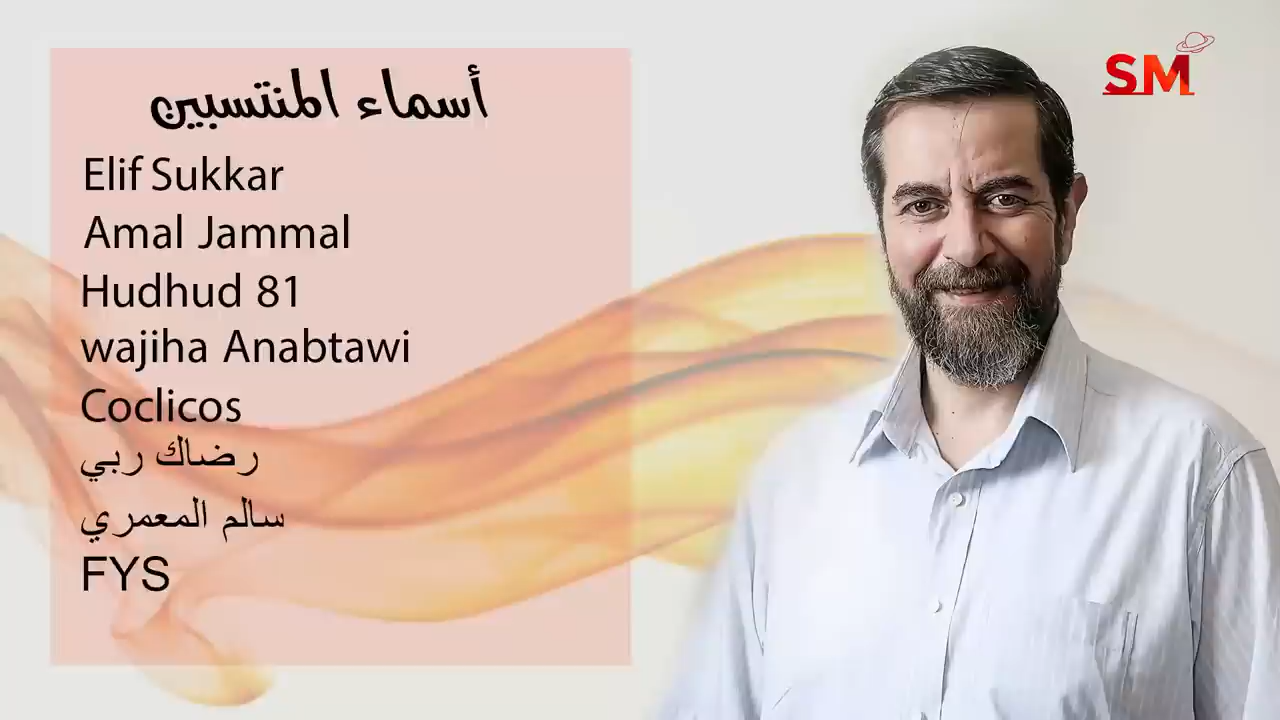 أسماء المنتسبين
Elif Sukkar
Amal Jammal
Hudhud 81
wajiha Anabtawi
Coclicos
رضاك ربي
سالم المعمري
FYS
SM